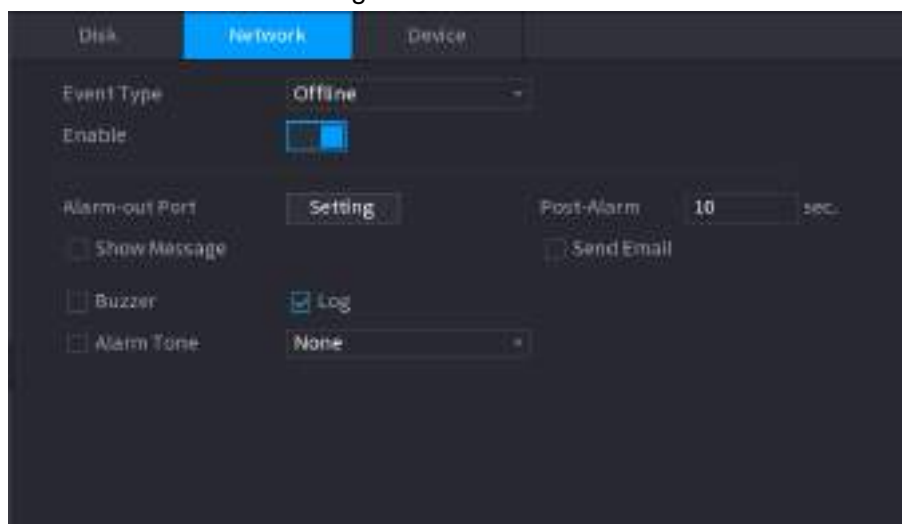 Disk Network Device
Event Type Offline
Enable
Alarm-out Port Setting Post-Alarm 10 sec.
Show Message Send Email
Buzzer Log
Alarm Tone None